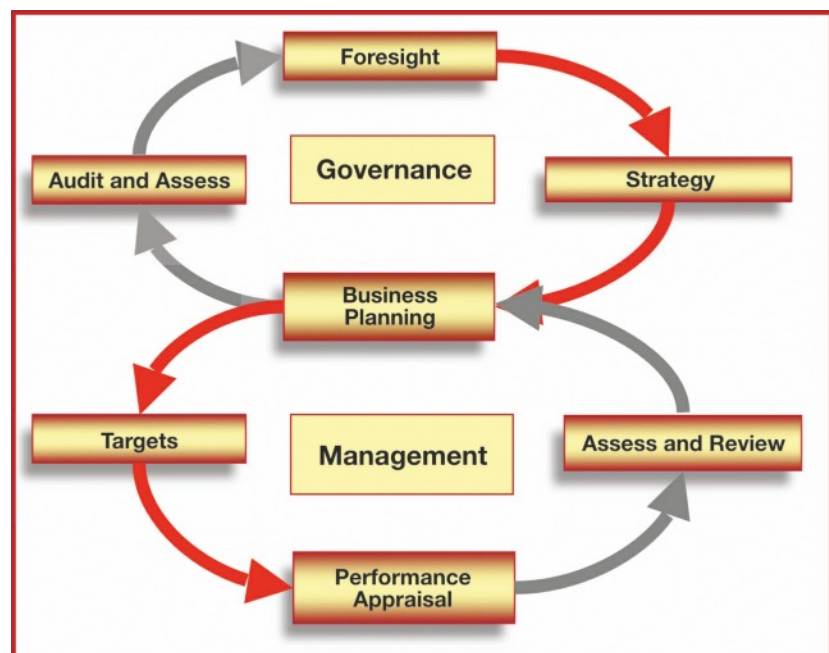 Foresight
Audit and Assess
Governance
Strategy
Business
Planning
Targets
Management
Assess and Review
Performance
Appraisal